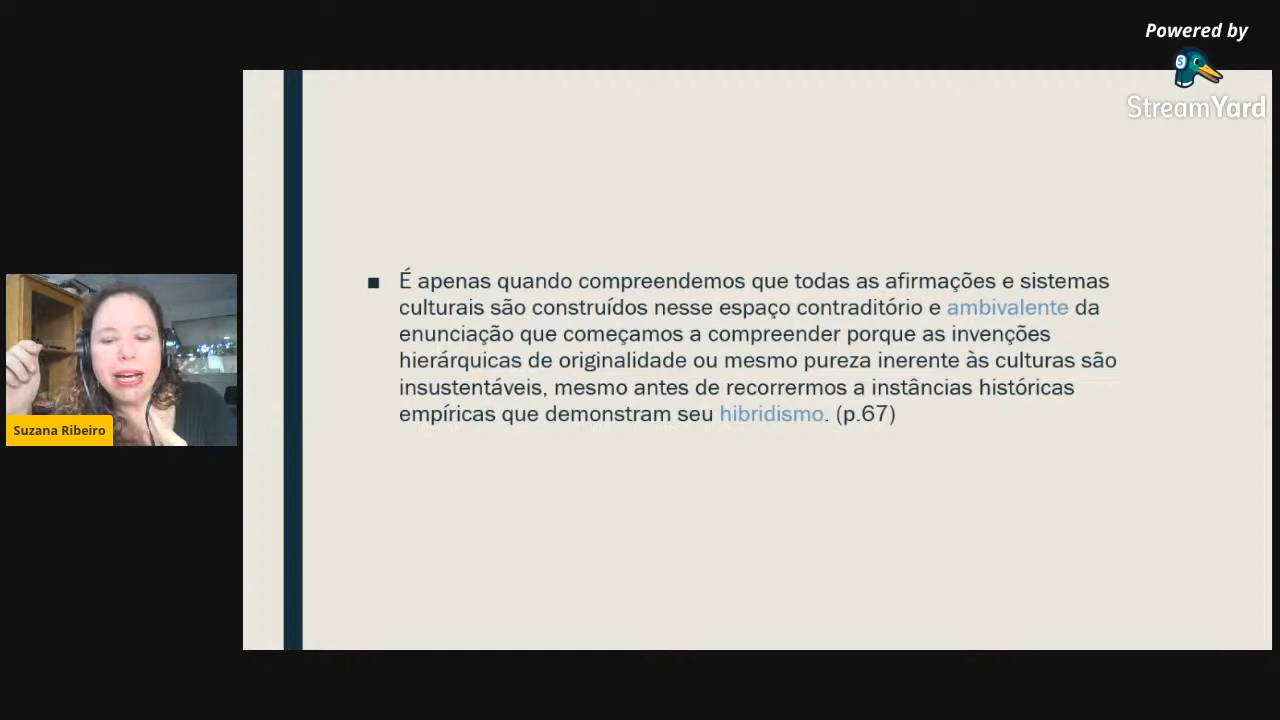 Powered by
StreamYard
■ É apenas quando compreendemos que todas as afirmações e sistemas
culturais são construídos nesse espaço contraditório e ambivalente da
enunciação que começamos a compreender porque as invenções
hierárquicas de originalidade ou mesmo pureza inerente às culturas são
insustentáveis, mesmo antes de recorrermos a instâncias históricas
empíricas que demonstram seu hibridismo. (p.67)
Suzana Ribeiro